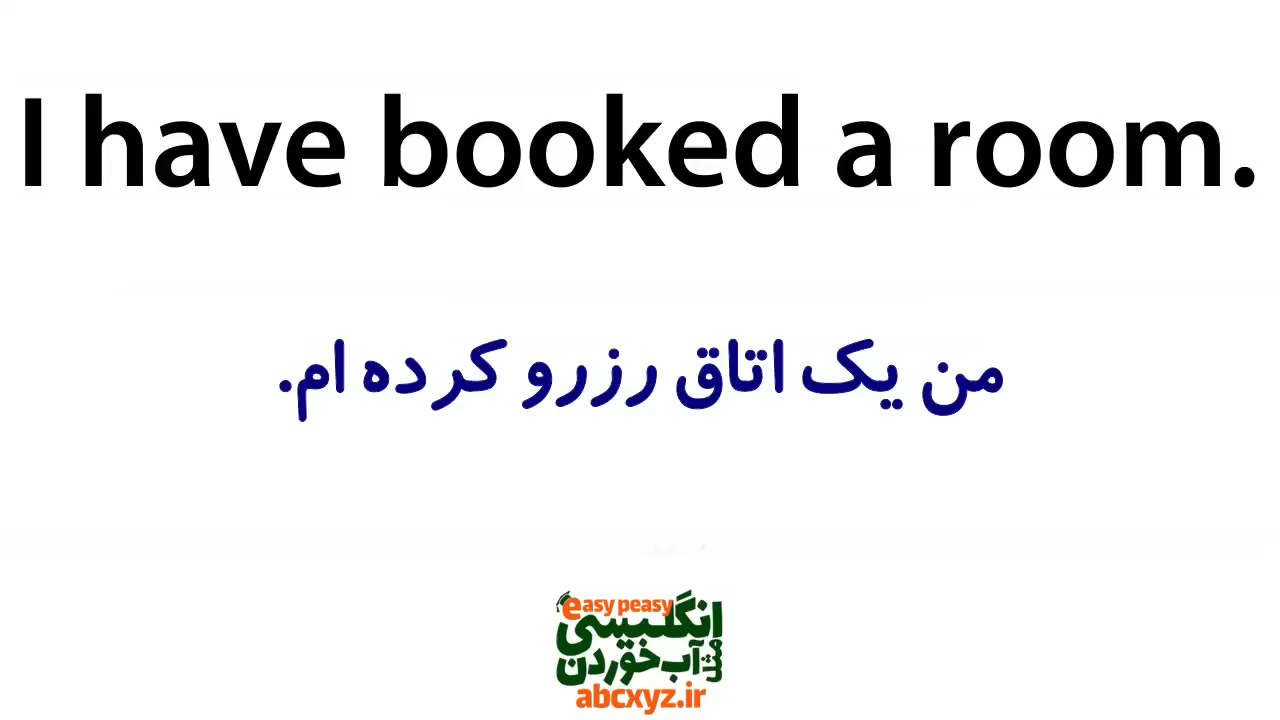 I have booked a room.
من یک اتاق رزرو کرده ام.
easy peasy
انگلیسی
مثل آب خوردن
abcxyz.ir